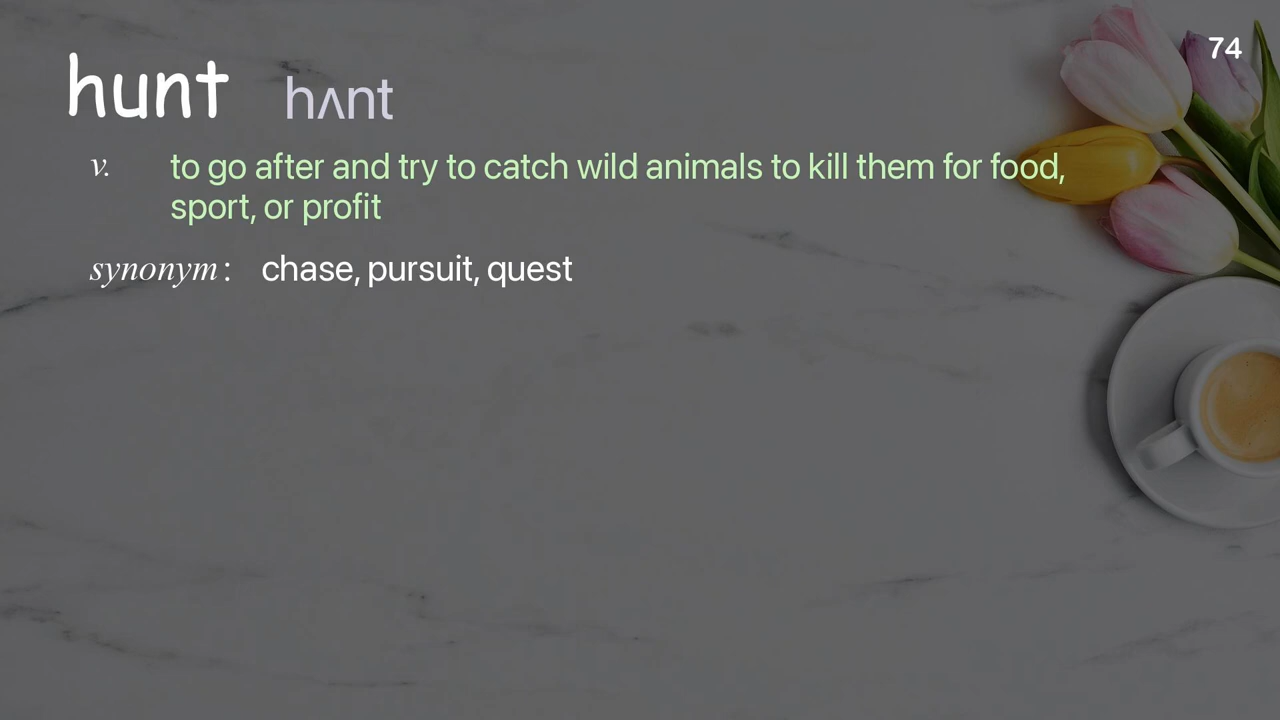 74
hunt hʌnt
v. to go after and try to catch wild animals to kill them for food,
sport, or profit
synonym : chase, pursuit, quest